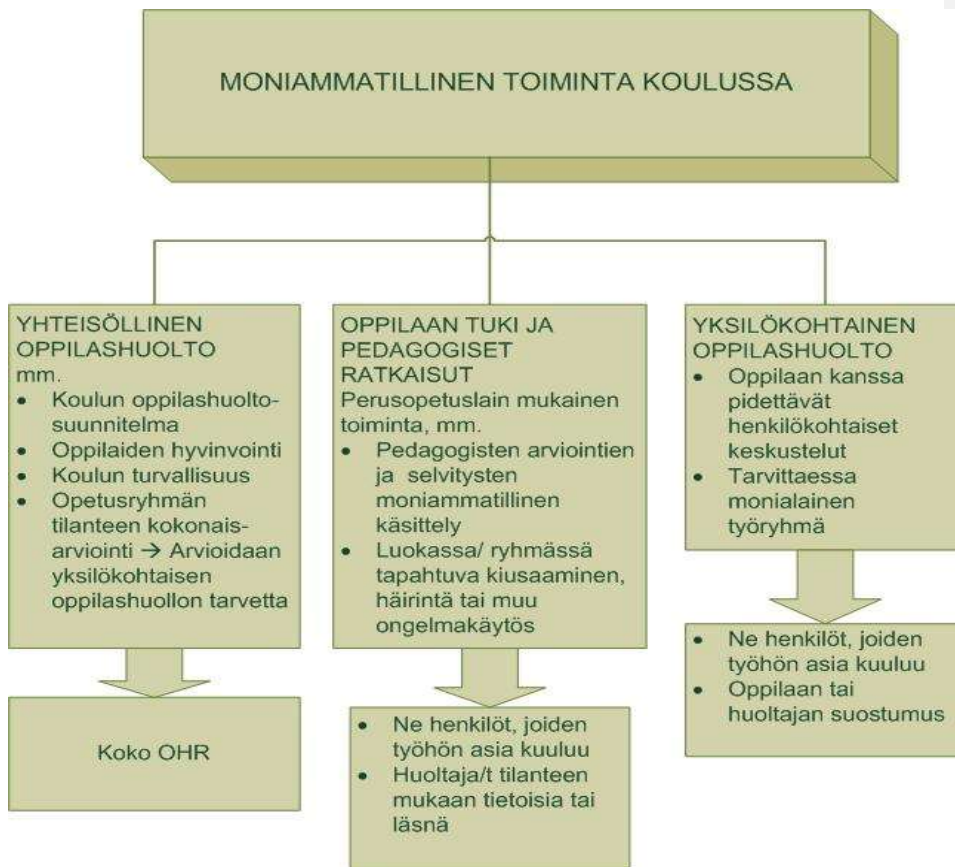 MONIAMMATILLINEN TOIMINTA KOULUSSA
YHTEISÖLLINEN
OPPILASHUOLTO
mm.
• Koulun oppilashuolto-
suunnitelma
• Oppilaiden hyvinvointi
• Koulun turvallisuus
• Opetusryhmän
tilanteen kokonais-
arviointi → Arvioidaan
yksilökohtaisen
oppilashuollon tarvetta
Koko OHR
OPPILAAN TUKI JA
PEDAGOGISET
RATKAISUT
Perusopetuslain mukainen
toiminta, mm.
• Pedagogisten arviointien
ja selvitysten
moniammatillinen
käsittely
• Luokassa/ ryhmässä
tapahtuva kiusaaminen,
häirintä tai muu
ongelmakäytös
• Ne henkilöt, joiden
työhön asia kuuluu
• Huoltaja/t tilanteen
mukaan tietoisia tai
läsnä
YKSILÖKOHTAINEN
OPPILASHUOLTO
• Oppilaan kanssa
pidettävät
henkilökohtaiset
keskustelut
• Tarvittaessa
monialainen
työryhmä
• Ne henkilöt, joiden
työhön asia kuuluu
• Oppilaan tai
huoltajan suostumus